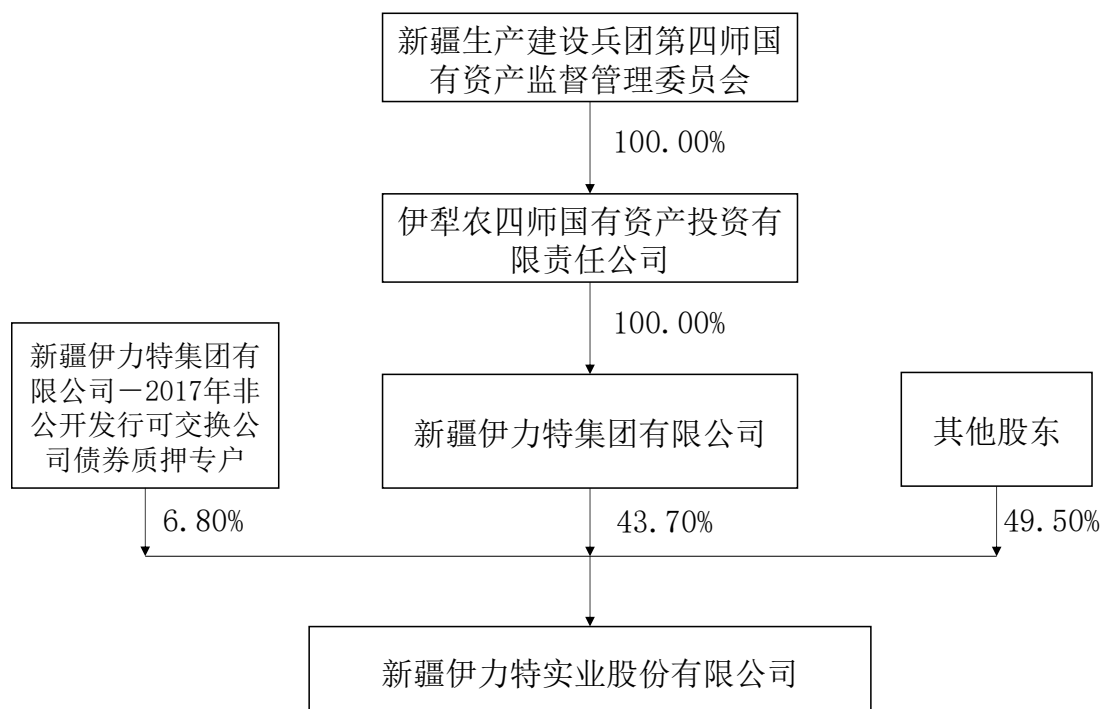 新疆生产建设兵团第四师国
有资产监督管理委员会
100.00%
伊犁农四师国有资产投资有
限责任公司
100.00%
新疆伊力特集团有
限公司－2017年非
公开发行可交换公
司债券质押专户
新疆伊力特集团有限公司
其他股东
6.80%
43.70%
49.50%
新疆伊力特实业股份有限公司